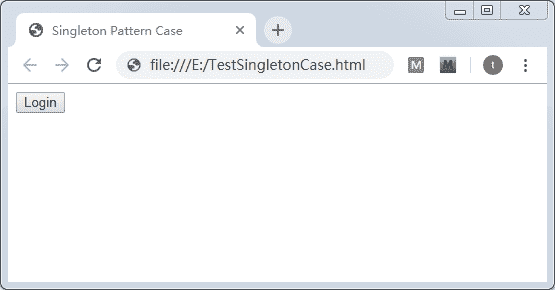 Singleton Pattern Case
file:///E:/TestSingletonCase.html
M
t
Login